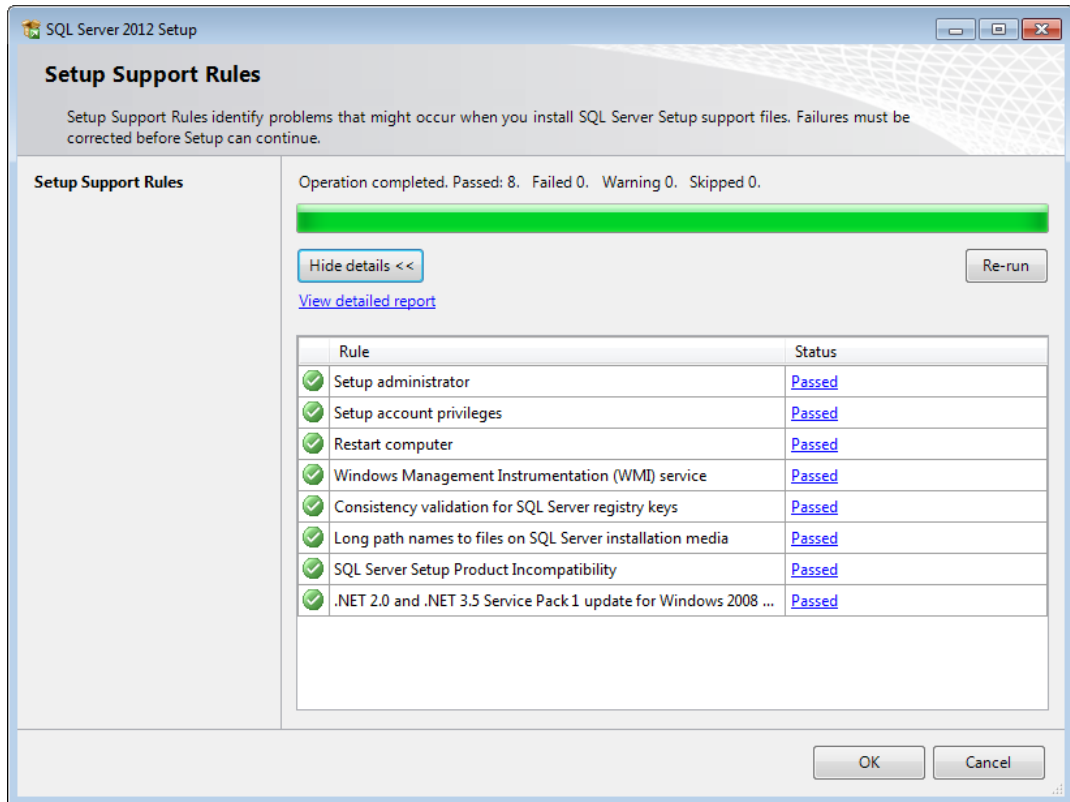 SQL Server 2012 Setup
Setup Support Rules
Setup Support Rules identify problems that might occur when you install SQL Server Setup support files. Failures must be
corrected before Setup can continue.
Setup Support Rules
Operation completed. Passed: 8.   Failed 0.   Warning 0.   Skipped 0.
Hide details <<
Re-run
View detailed report
Rule Status
Setup administrator Passed
Setup account privileges Passed
Restart computer Passed
Windows Management Instrumentation (WMI) service Passed
Consistency validation for SQL Server registry keys Passed
Long path names to files on SQL Server installation media Passed
SQL Server Setup Product Incompatibility Passed
.NET 2.0 and .NET 3.5 Service Pack 1 update for Windows 2008 ... Passed
OK Cancel